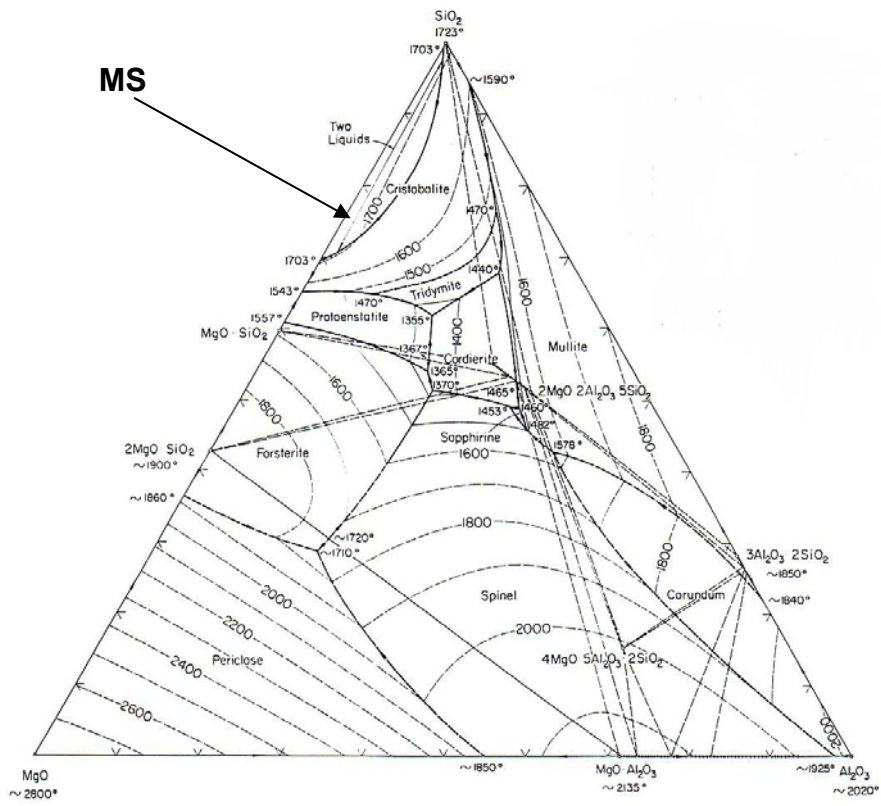 SiO₂
1723°
1703°
~1590°
MS
Two
Liquids
Cristobalite
1700
1470°
1703°
1600
1500
1440°
1543°
1470°
Tridymite
1600
1557°
Protoenstatite
1355°
1400
MgO·SiO₂
1367°
Cordierite
Mullite
1365°
1370°
1465°
2MgO 2Al₂O₃ 5SiO₂
1600
1453°
1460°
1482°
1800
1800
2MgO·SiO₂
~1900°
Forsterite
Sapphirine
1600
1578°
~1860°
1800
~1720°
~1710°
1800
3Al₂O₃ 2SiO₂
~1850°
~1840°
2000
Spinel
Corundum
2200
2000
Periclase
4MgO 5Al₂O₃·2SiO₂
2400
2600
2000
MgO
~2800°
~1850°
MgO·Al₂O₃
~2135°
~1925°
Al₂O₃
~2020°